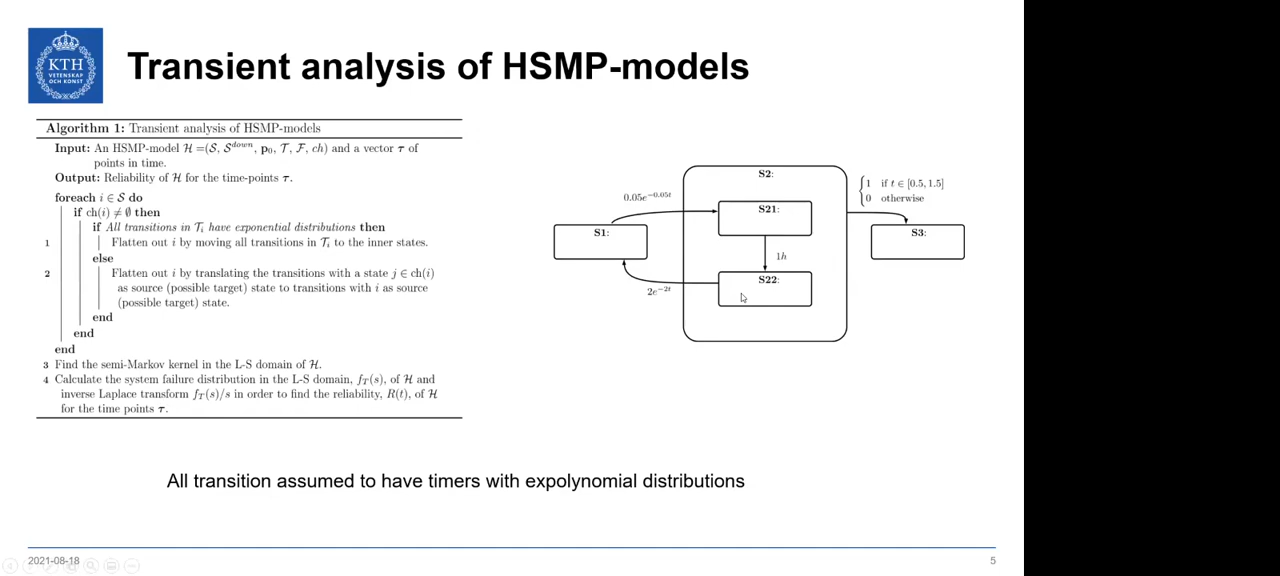 KTH
VETENSKAP
OCH KONST
Transient analysis of HSMP-models
Algorithm 1: Transient analysis of HSMP-models
Input: An HSMP-model ℋ =(𝒮, 𝒮^down, p₀, 𝒯, ℱ, ch) and a vector τ of
points in time.
Output: Reliability of ℋ for the time-points τ.
foreach i ∈ 𝒮 do
if ch(i) ≠ ∅ then
if All transitions in 𝒯ᵢ have exponential distributions then
1 Flatten out i by moving all transitions in 𝒯ᵢ to the inner states.
else
2 Flatten out i by translating the transitions with a state j ∈ ch(i)
as source (possible target) state to transitions with i as source
(possible target) state.
end
end
end
3 Find the semi-Markov kernel in the L-S domain of ℋ.
4 Calculate the system failure distribution in the L-S domain, f_T(s), of ℋ and
inverse Laplace transform f_T(s)/s in order to find the reliability, R(t), of ℋ
for the time points τ.
S2:
0.05e^{-0.05t}
{1 if t ∈ [0.5, 1.5]
0 otherwise
S21:
S1:
S3:
1h
S22:
2e^{-2t}
All transition assumed to have timers with expolynomial distributions
2021-08-18
5